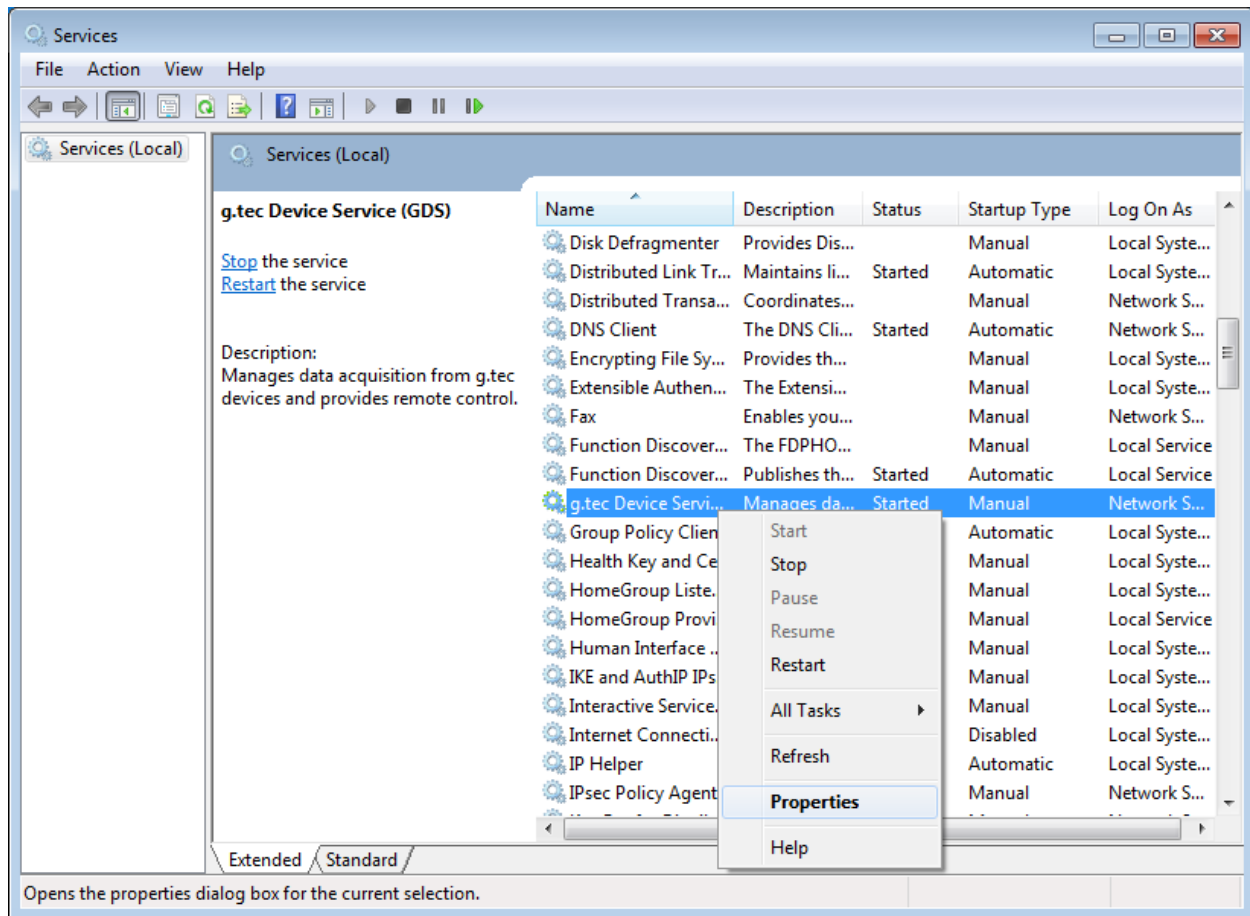 Services
File Action View Help
Services (Local)
Services (Local)
g.tec Device Service (GDS)
Stop the service
Restart the service
Description:
Manages data acquisition from g.tec
devices and provides remote control.
Name Description Status Startup Type Log On As
Disk Defragmenter Provides Dis... Manual Local Syste...
Distributed Link Tr... Maintains li... Started Automatic Local Syste...
Distributed Transa... Coordinates... Manual Network S...
DNS Client The DNS Cli... Started Automatic Network S...
Encrypting File Sy... Provides th... Manual Local Syste...
Extensible Authen... The Extensi... Manual Local Syste...
Fax Enables you... Manual Network S...
Function Discover... The FDPHO... Manual Local Service
Function Discover... Publishes th... Started Automatic Local Service
g.tec Device Servi... Manages da... Started Manual Network S...
Group Policy Clien Automatic Local Syste...
Health Key and Ce Manual Local Syste...
HomeGroup Liste. Manual Local Syste...
HomeGroup Provi Manual Local Service
Human Interface .. Manual Local Syste...
IKE and AuthIP IPs Manual Local Syste...
Interactive Service. Manual Local Syste...
Internet Connecti.. Disabled Local Syste...
IP Helper Automatic Local Syste...
IPsec Policy Agent Manual Network S...
Start
Stop
Pause
Resume
Restart
All Tasks
Refresh
Properties
Help
Extended Standard
Opens the properties dialog box for the current selection.